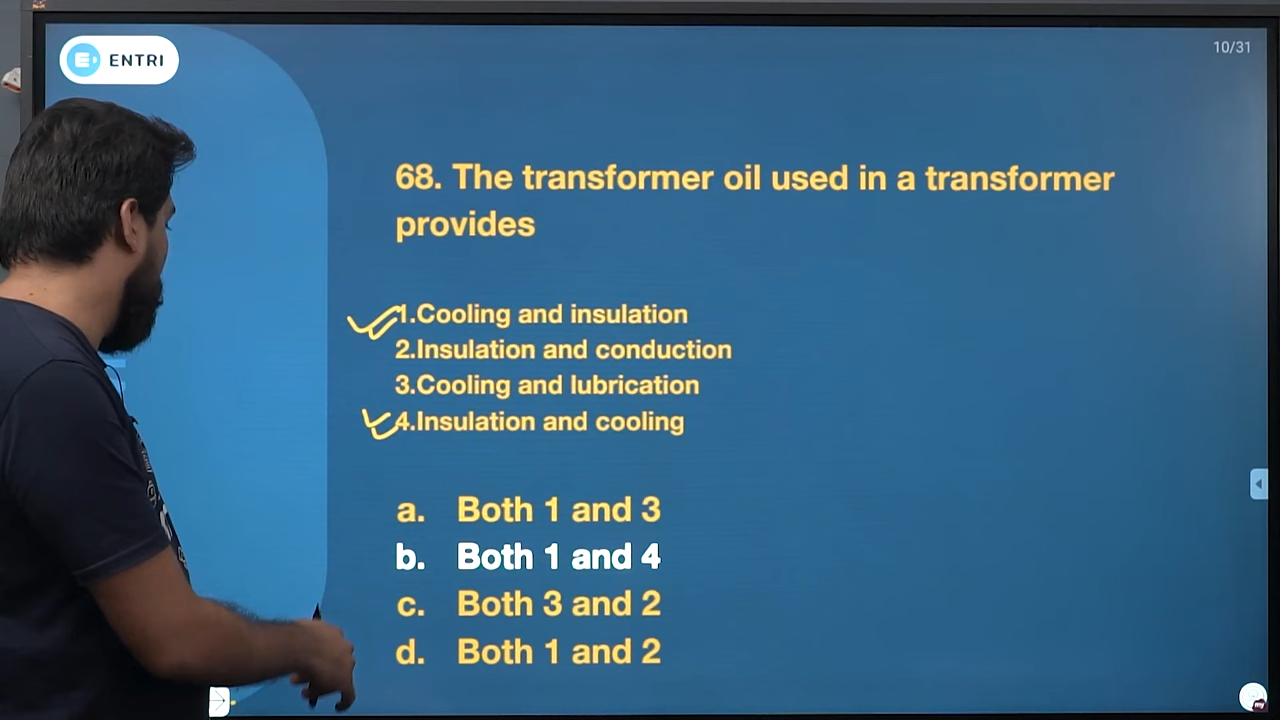 ENTRI
10/31
68. The transformer oil used in a transformer
provides
1.Cooling and insulation
2.Insulation and conduction
3.Cooling and lubrication
4.Insulation and cooling
a. Both 1 and 3
b. Both 1 and 4
c. Both 3 and 2
d. Both 1 and 2